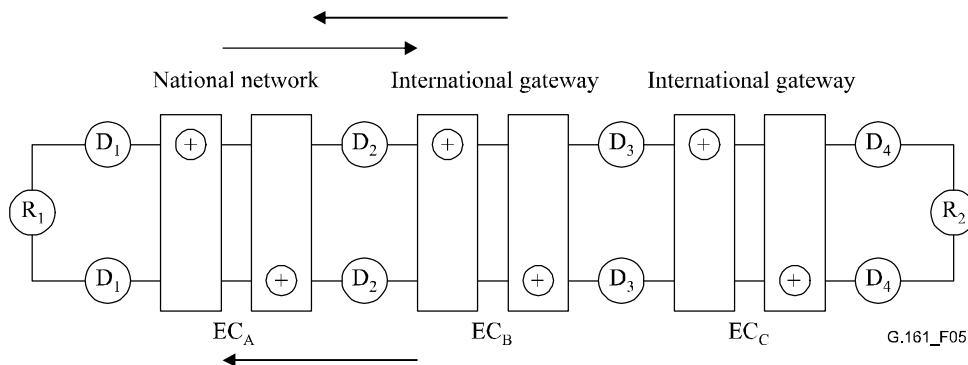 National network International gateway International gateway
D1 + D2 + D3 + D4
R1 R2
D1 + D2 + D3 + D4
ECA ECB ECC
G.161_F05